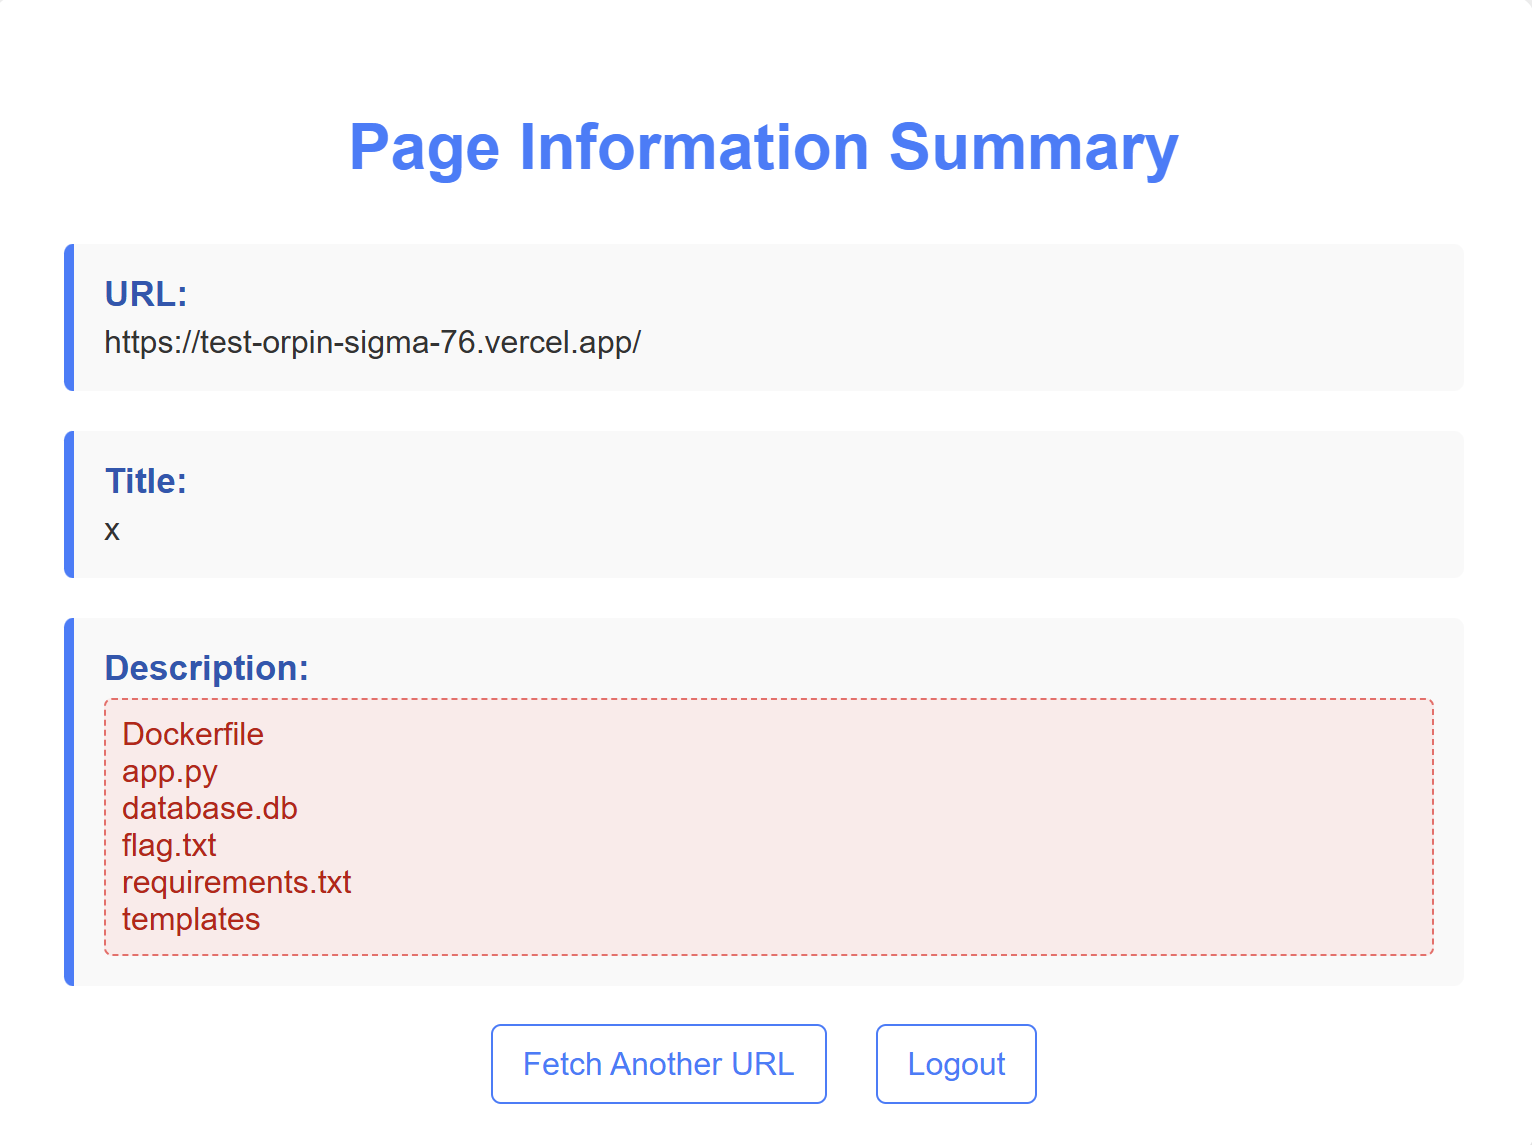 Page Information Summary
URL:
https://test-orpin-sigma-76.vercel.app/
Title:
x
Description:
Dockerfile
app.py
database.db
flag.txt
requirements.txt
templates
Fetch Another URL
Logout